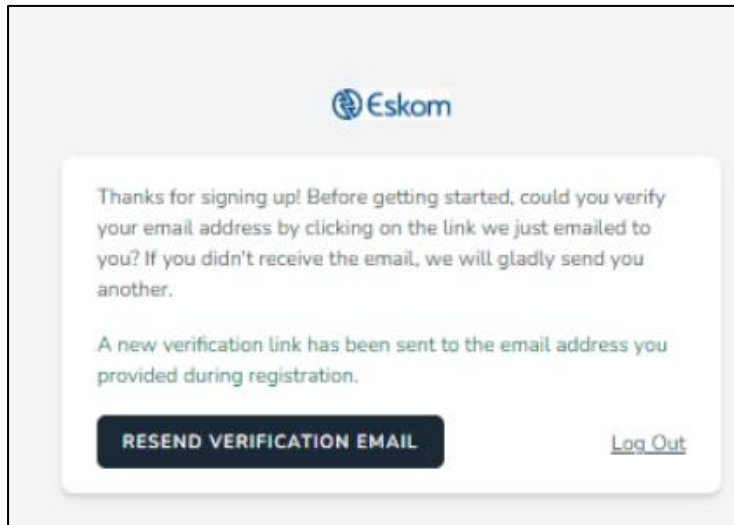 Eskom
Thanks for signing up! Before getting started, could you verify
your email address by clicking on the link we just emailed to
you? If you didn't receive the email, we will gladly send you
another.
A new verification link has been sent to the email address you
provided during registration.
RESEND VERIFICATION EMAIL
Log Out